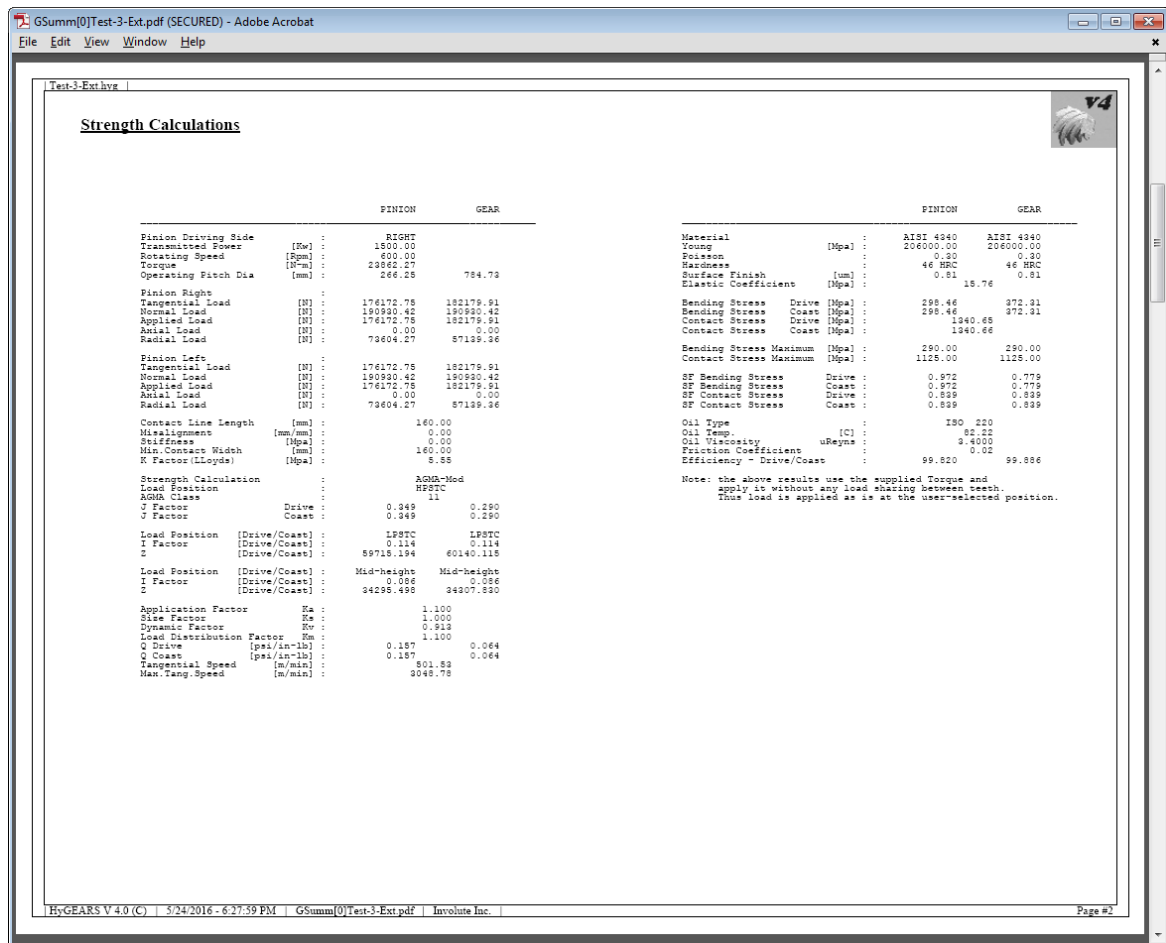 GSumm[0]Test-3-Ext.pdf (SECURED) - Adobe Acrobat
File Edit View Window Help
| Test-3-Ext.hyg |
V4
Strength Calculations
PINION GEAR
Pinion Driving Side : RIGHT
Transmitted Power [Kw] : 1500.00
Rotating Speed [Rpm] : 600.00
Torque [N-m] : 23862.27
Operating Pitch Dia [mm] : 266.25 784.73
Pinion Right :
Tangential Load [N] : 176172.75 182179.91
Normal Load [N] : 190930.42 190930.42
Applied Load [N] : 176172.75 182179.91
Axial Load [N] : 0.00 0.00
Radial Load [N] : 73604.27 57139.36
Pinion Left :
Tangential Load [N] : 176172.75 182179.91
Normal Load [N] : 190930.42 190930.42
Applied Load [N] : 176172.75 182179.91
Axial Load [N] : 0.00 0.00
Radial Load [N] : 73604.27 57139.36
Contact Line Length [mm] : 160.00
Misalignment [mm/mm] : 0.00
Stiffness [Mpa] : 0.00
Min.Contact Width [mm] : 160.00
K Factor(LLoyds) [Mpa] : 5.55
Strength Calculation : AGMA-Mod
Load Position : HPSTC
AGMA Class : 11
J Factor Drive : 0.349 0.290
J Factor Coast : 0.349 0.290
Load Position [Drive/Coast] : LPSTC LPSTC
I Factor [Drive/Coast] : 0.114 0.114
Z [Drive/Coast] : 59718.194 60140.115
Load Position [Drive/Coast] : Mid-height Mid-height
I Factor [Drive/Coast] : 0.086 0.086
Z [Drive/Coast] : 34295.498 34307.830
Application Factor Ka : 1.100
Size Factor Ks : 1.000
Dynamic Factor Kv : 0.913
Load Distribution Factor Km : 1.100
Q Drive [psi/in-lb] : 0.157 0.064
Q Coast [psi/in-lb] : 0.157 0.064
Tangential Speed [m/min] : 501.53
Max.Tang.Speed [m/min] : 3048.78
PINION GEAR
Material : AISI 4340 AISI 4340
Young [Mpa] : 206000.00 206000.00
Poisson : 0.30 0.30
Hardness : 46 HRC 46 HRC
Surface Finish [um] : 0.81 0.81
Elastic Coefficient [Mpa] : 15.76
Bending Stress Drive [Mpa] : 298.46 372.31
Bending Stress Coast [Mpa] : 298.46 372.31
Contact Stress Drive [Mpa] : 1340.65
Contact Stress Coast [Mpa] : 1340.66
Bending Stress Maximum [Mpa] : 290.00 290.00
Contact Stress Maximum [Mpa] : 1125.00 1125.00
SF Bending Stress Drive : 0.972 0.779
SF Bending Stress Coast : 0.972 0.779
SF Contact Stress Drive : 0.839 0.839
SF Contact Stress Coast : 0.839 0.839
Oil Type : ISO 220
Oil Temp. [C] : 82.22
Oil Viscosity uReyns : 3.4000
Friction Coefficient : 0.02
Efficiency - Drive/Coast : 99.820 99.886
Note: the above results use the supplied Torque and
apply it without any load sharing between teeth.
Thus load is applied as is at the user-selected position.
HyGEARS V 4.0 (C) | 5/24/2016 - 6:27:59 PM | GSumm[0]Test-3-Ext.pdf | Involute Inc. | Page #2